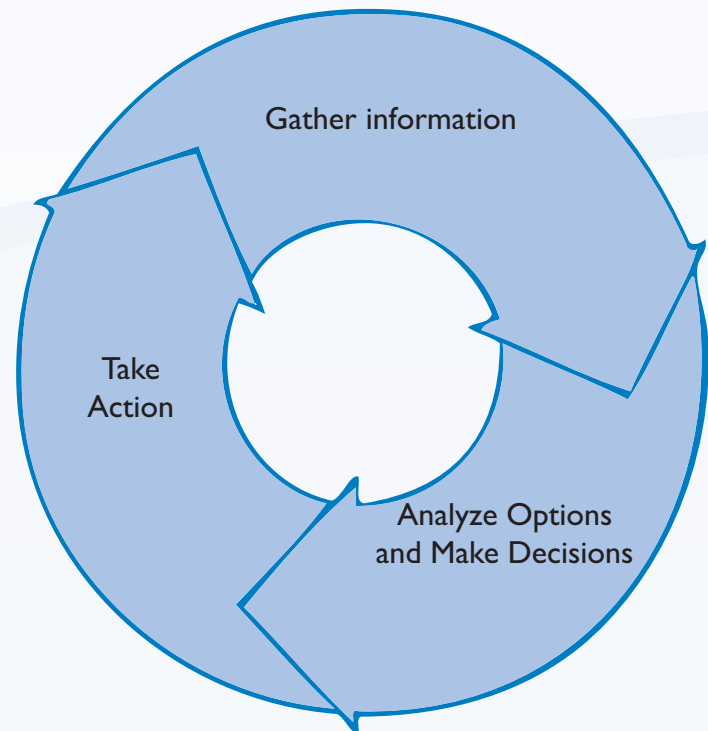 Gather information
Take
Action
Analyze Options
and Make Decisions